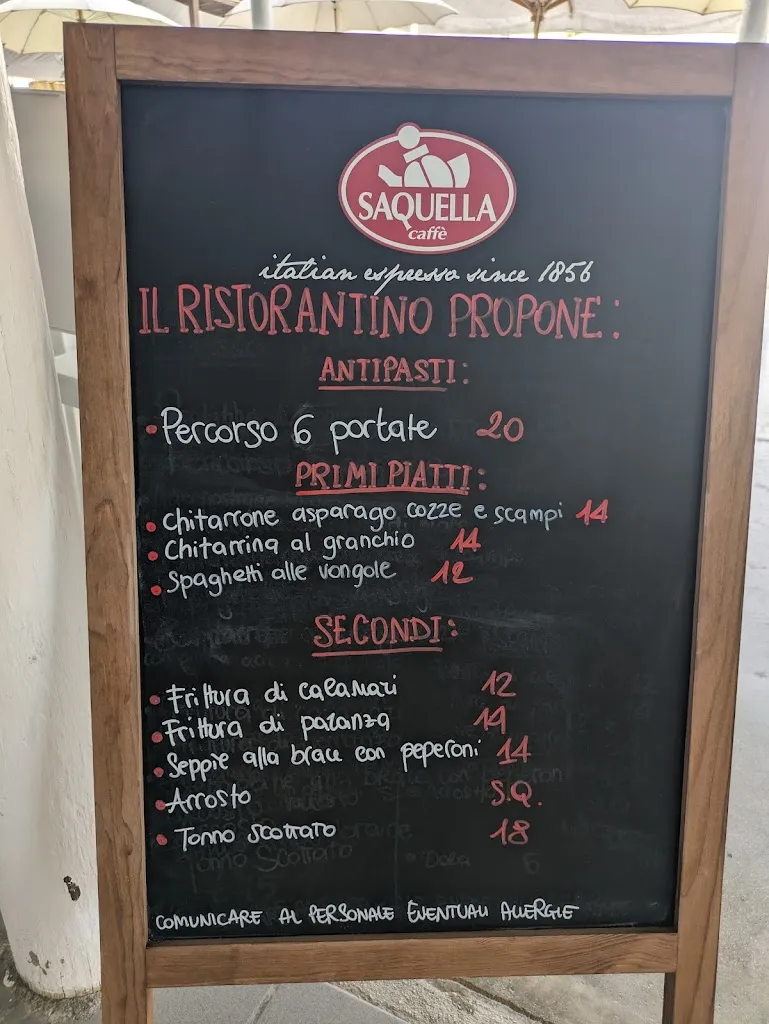 SAQUELLA
caffè
italian espresso since 1856
IL RISTORANTINO PROPONE:
ANTIPASTI:
• Percorso 6 portate 20
PRIMI PIATTI:
• Chitarrone asparago cozze e scampi 14
• Chitarrina al granchio 14
• Spaghetti alle vongole 12
SECONDI:
• Frittura di calamari 12
• Frittura di paranza 14
• Seppie alla brace con peperoni 14
• Arrosto S.Q.
• Tonno scottato 18
COMUNICARE AL PERSONALE EVENTUALI ALLERGIE